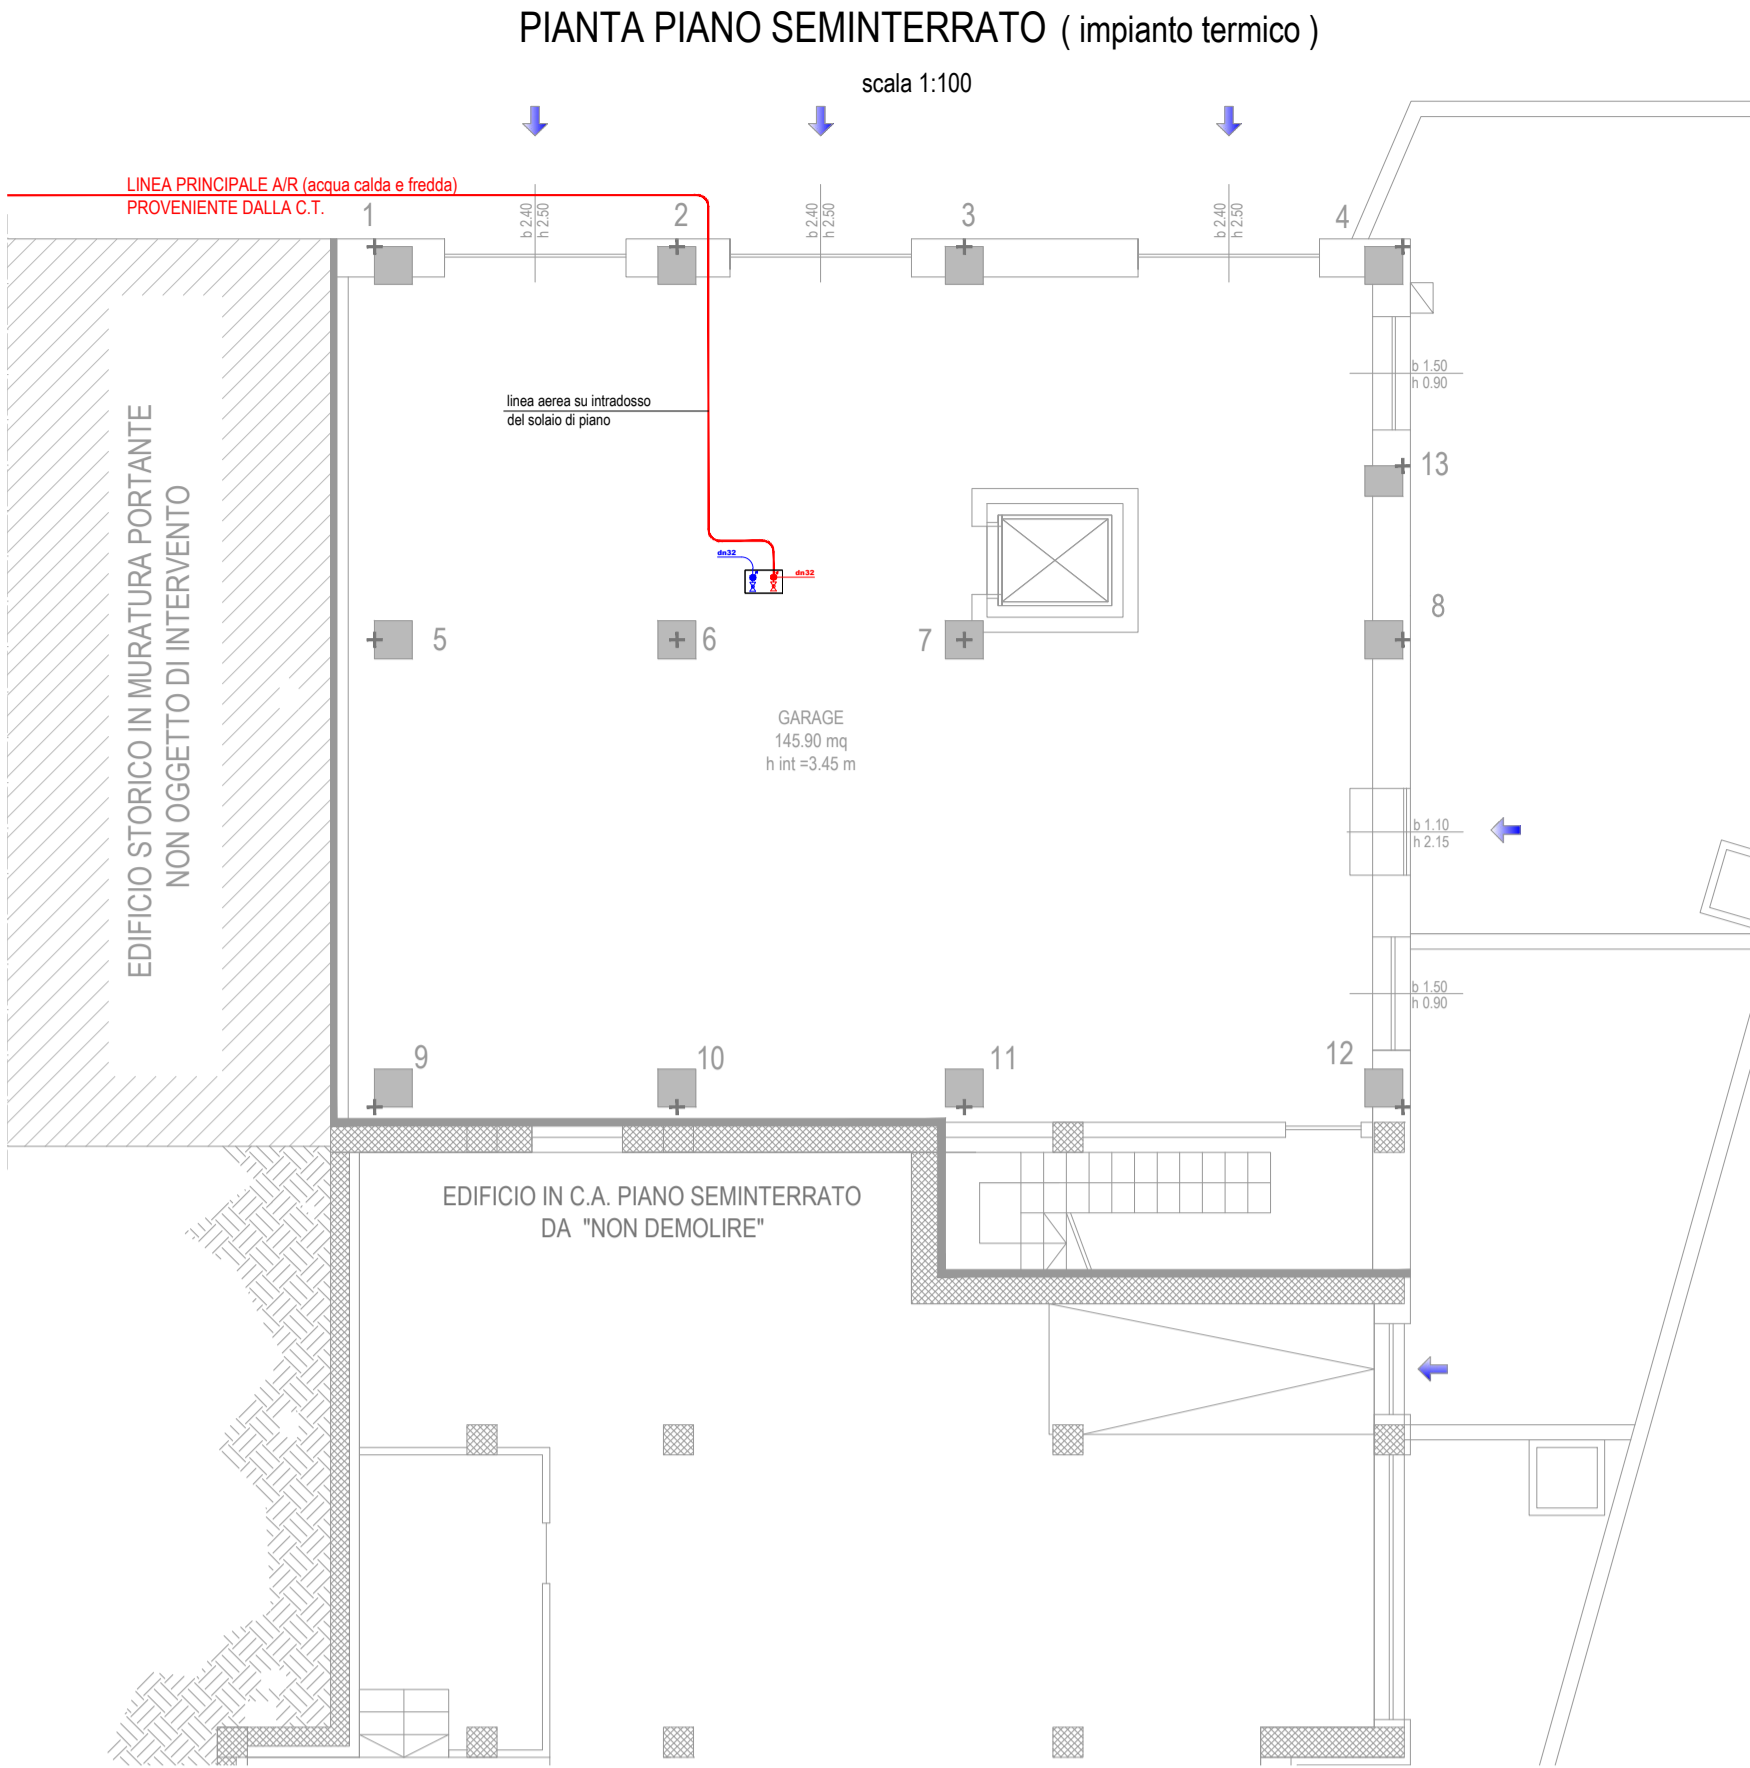 PIANTA PIANO SEMINTERRATO ( impianto termico )
scala 1:100
LINEA PRINCIPALE A/R (acqua calda e fredda)
PROVENIENTE DALLA C.T.
1
2
3
4
b 2.40
h 2.50
b 2.40
h 2.50
b 2.40
h 2.50
b 1.50
h 0.90
linea aerea su intradosso
del solaio di piano
13
dn32
dn32
EDIFICIO STORICO IN MURATURA PORTANTE
NON OGGETTO DI INTERVENTO
5
6
7
8
GARAGE
145.90 mq
h int =3.45 m
b 1.10
h 2.15
b 1.50
h 0.90
9
10
11
12
EDIFICIO IN C.A. PIANO SEMINTERRATO
DA "NON DEMOLIRE"